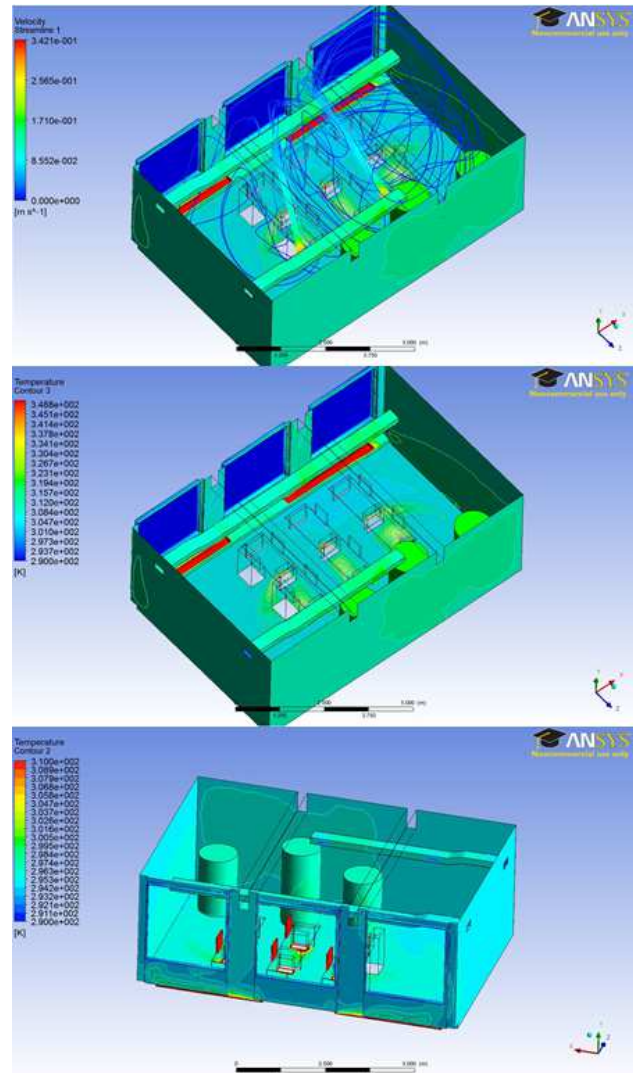 Velocity
Streamline 1
3.421e-001
2.565e-001
1.710e-001
8.552e-002
0.000e+000
[m s^-1]
ANSYS
Noncommercial use only
5.000 (m)
3.750
Temperature
Contour 3
3.488e+002
3.451e+002
3.414e+002
3.378e+002
3.341e+002
3.304e+002
3.267e+002
3.231e+002
3.194e+002
3.157e+002
3.120e+002
3.084e+002
3.047e+002
3.010e+002
2.973e+002
2.937e+002
2.900e+002
[K]
ANSYS
Noncommercial use only
5.000 (m)
3.750
Temperature
Contour 2
3.100e+002
3.089e+002
3.079e+002
3.068e+002
3.058e+002
3.047e+002
3.037e+002
3.026e+002
3.016e+002
3.005e+002
2.995e+002
2.984e+002
2.974e+002
2.963e+002
2.953e+002
2.942e+002
2.932e+002
2.921e+002
2.911e+002
2.900e+002
[K]
ANSYS
Noncommercial use only
0
2.500
5.000 (m)